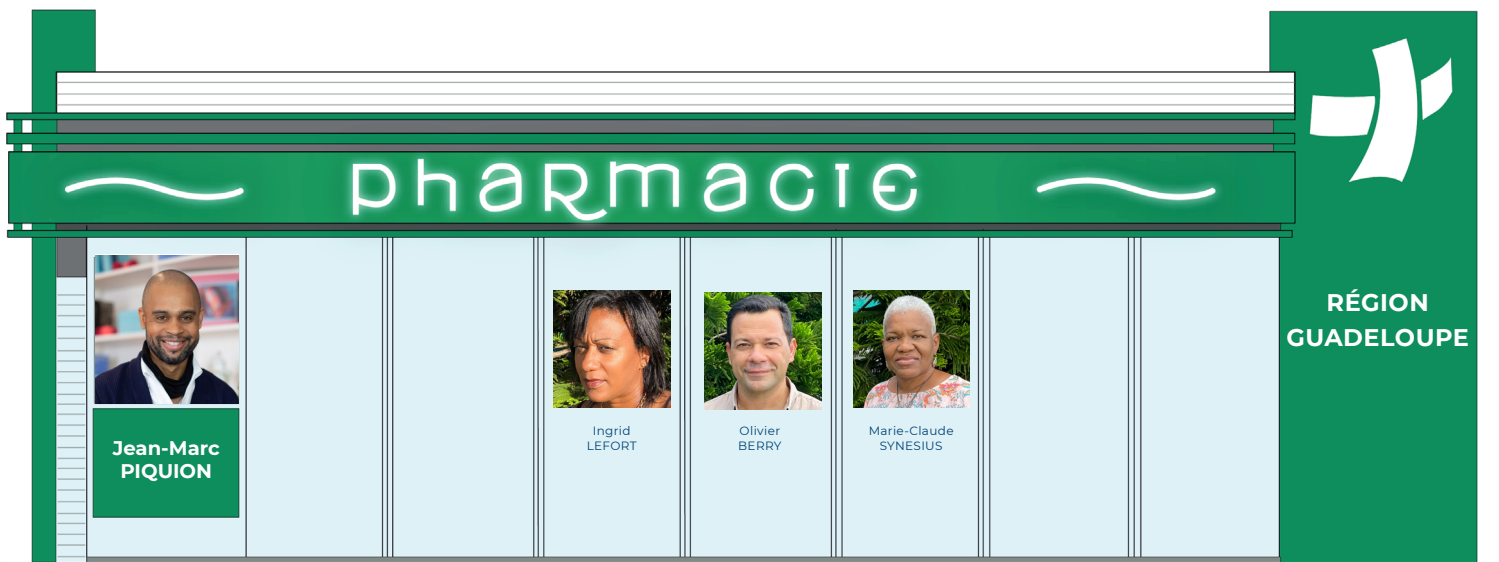 pharmacie
Jean-Marc
PIQUION
Ingrid
LEFORT
Olivier
BERRY
Marie-Claude
SYNESIUS
RÉGION
GUADELOUPE